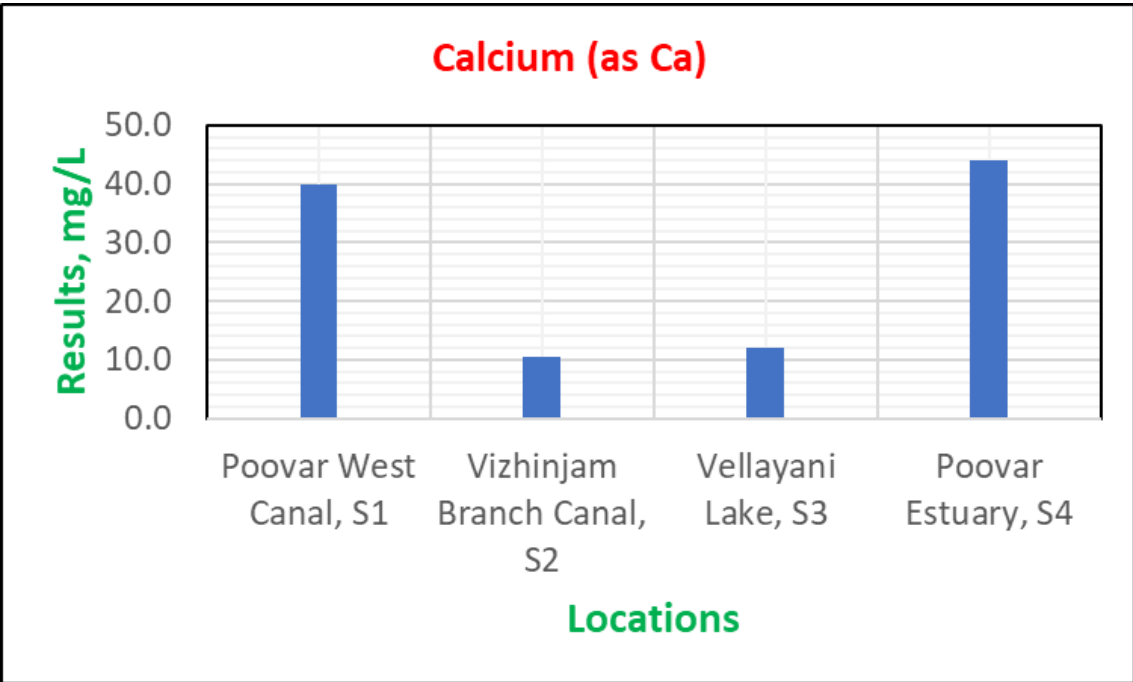 Calcium (as Ca)
Results, mg/L
50.0
40.0
30.0
20.0
10.0
0.0
Poovar West
Canal, S1
Vizhinjam
Branch Canal,
S2
Vellayani
Lake, S3
Poovar
Estuary, S4
Locations